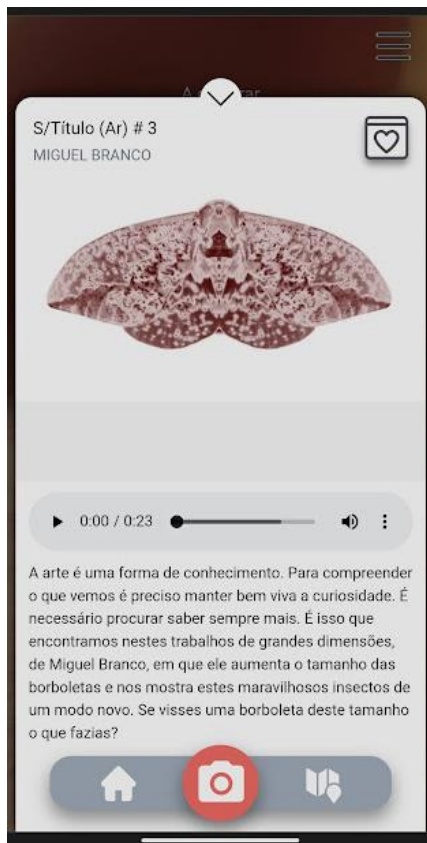 S/Título (Ar) # 3
MIGUEL BRANCO
0:00 / 0:23
A arte é uma forma de conhecimento. Para compreender
o que vemos é preciso manter bem viva a curiosidade. É
necessário procurar saber sempre mais. É isso que
encontramos nestes trabalhos de grandes dimensões,
de Miguel Branco, em que ele aumenta o tamanho das
borboletas e nos mostra estes maravilhosos insectos de
um modo novo. Se visses uma borboleta deste tamanho
o que fazias?